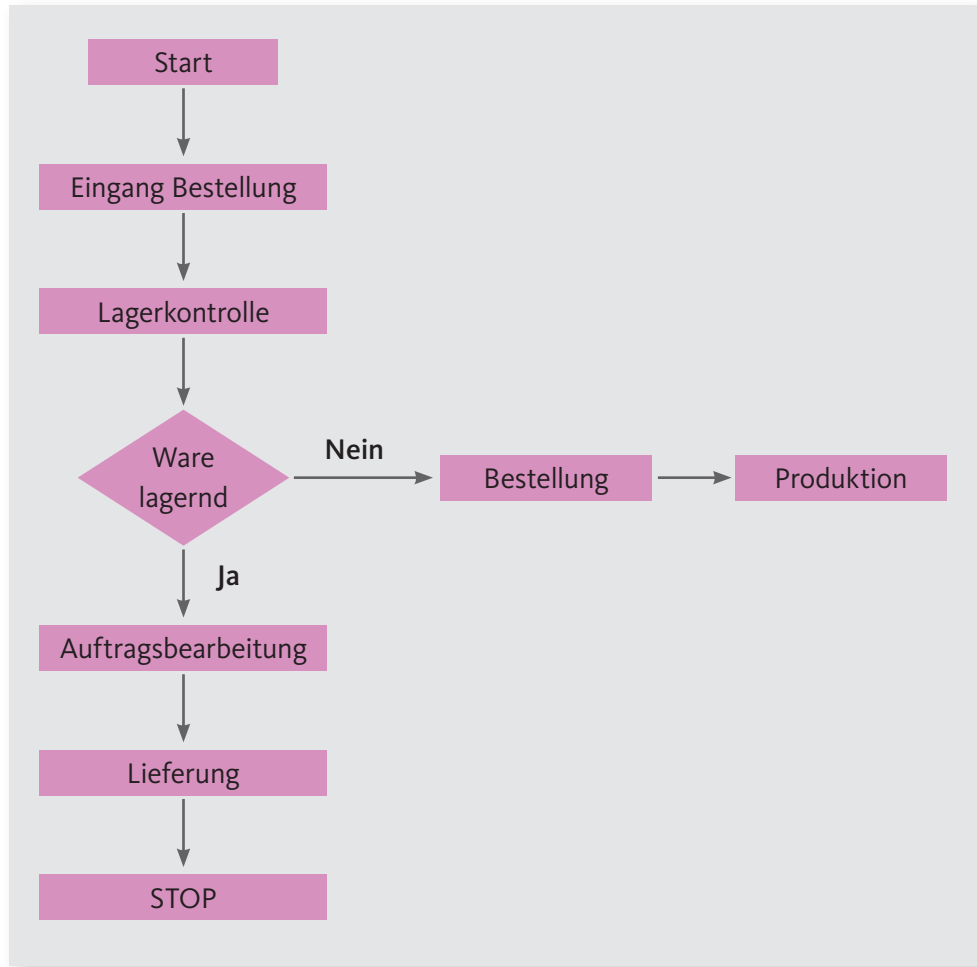 Start
Eingang Bestellung
Lagerkontrolle
Ware
lagernd
Nein
Bestellung
Produktion
Ja
Auftragsbearbeitung
Lieferung
STOP